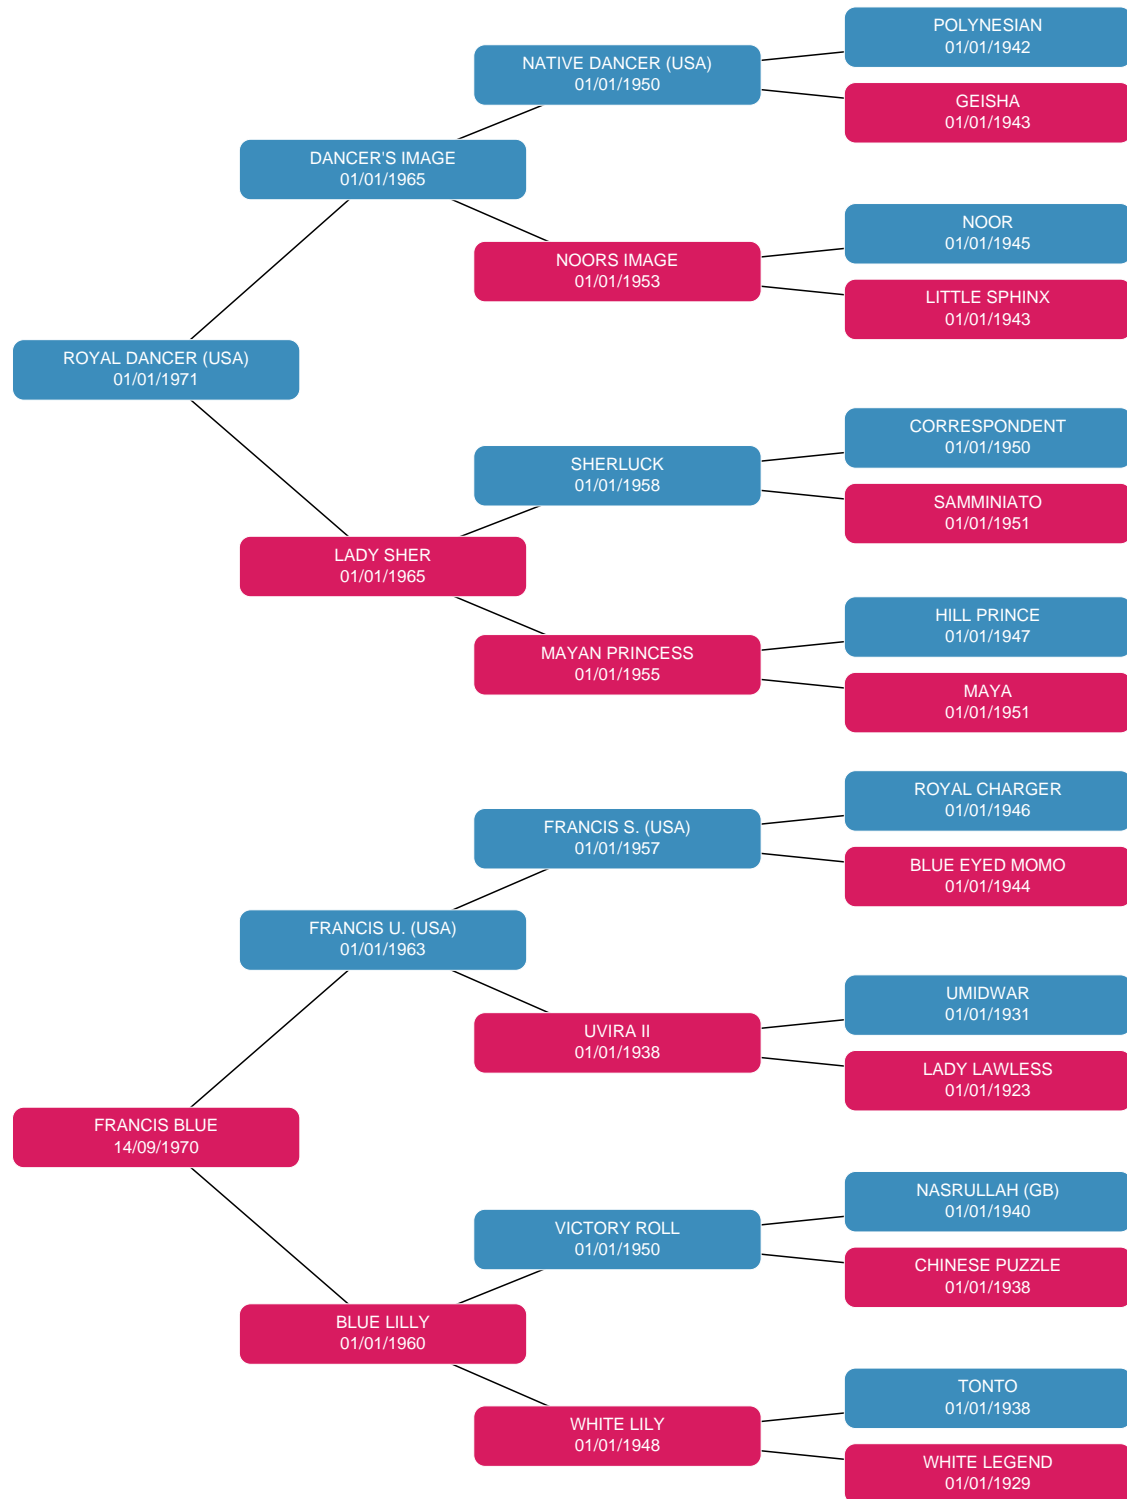 POLYNESIAN
01/01/1942
NATIVE DANCER (USA)
01/01/1950
GEISHA
01/01/1943
DANCER'S IMAGE
01/01/1965
NOOR
01/01/1945
NOORS IMAGE
01/01/1953
LITTLE SPHINX
01/01/1943
ROYAL DANCER (USA)
01/01/1971
CORRESPONDENT
01/01/1950
SHERLUCK
01/01/1958
SAMMINIATO
01/01/1951
LADY SHER
01/01/1965
HILL PRINCE
01/01/1947
MAYAN PRINCESS
01/01/1955
MAYA
01/01/1951
ROYAL CHARGER
01/01/1946
FRANCIS S. (USA)
01/01/1957
BLUE EYED MOMO
01/01/1944
FRANCIS U. (USA)
01/01/1963
UMIDWAR
01/01/1931
UVIRA II
01/01/1938
LADY LAWLESS
01/01/1923
FRANCIS BLUE
14/09/1970
NASRULLAH (GB)
01/01/1940
VICTORY ROLL
01/01/1950
CHINESE PUZZLE
01/01/1938
BLUE LILLY
01/01/1960
TONTO
01/01/1938
WHITE LILY
01/01/1948
WHITE LEGEND
01/01/1929